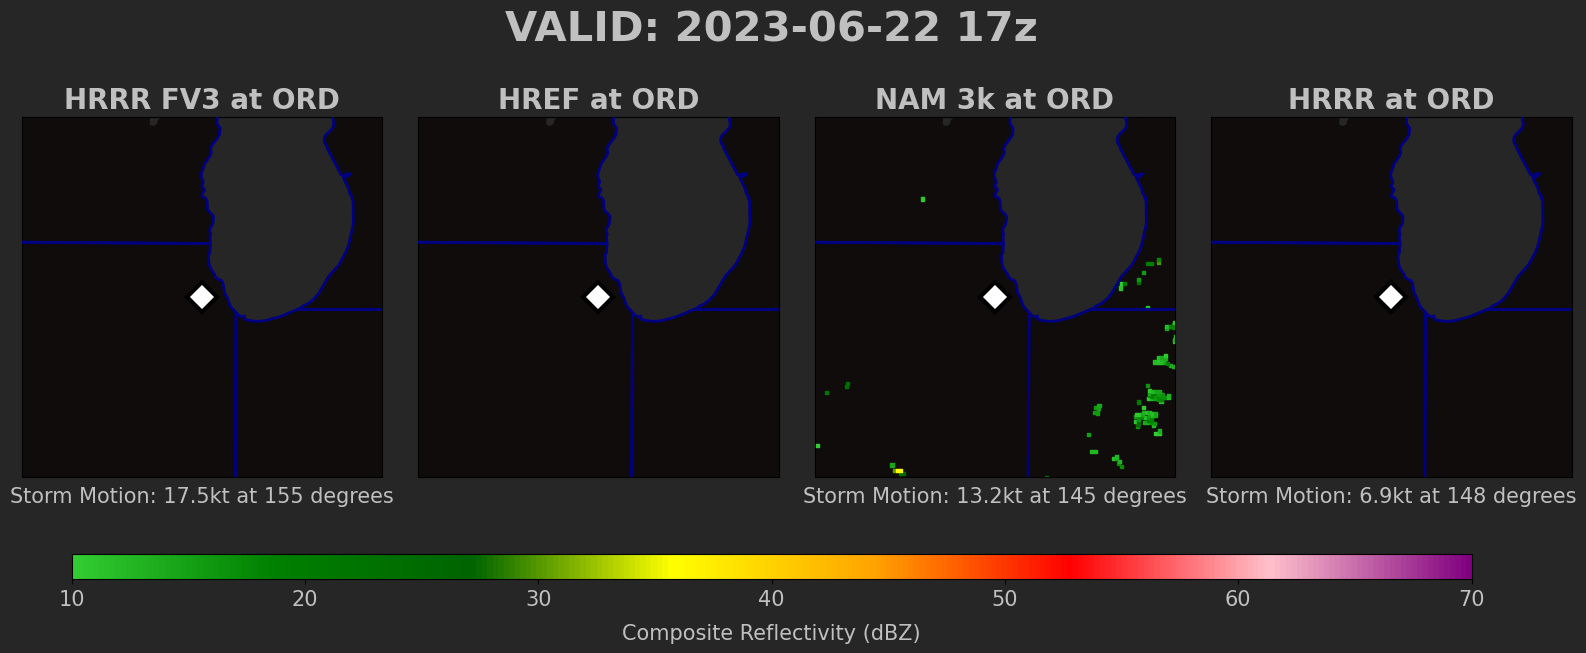 VALID: 2023-06-22 17z
HRRR FV3 at ORD
HREF at ORD
NAM 3k at ORD
HRRR at ORD
Storm Motion: 17.5kt at 155 degrees
Storm Motion: 13.2kt at 145 degrees
Storm Motion: 6.9kt at 148 degrees
10 20 30 40 50 60 70
Composite Reflectivity (dBZ)